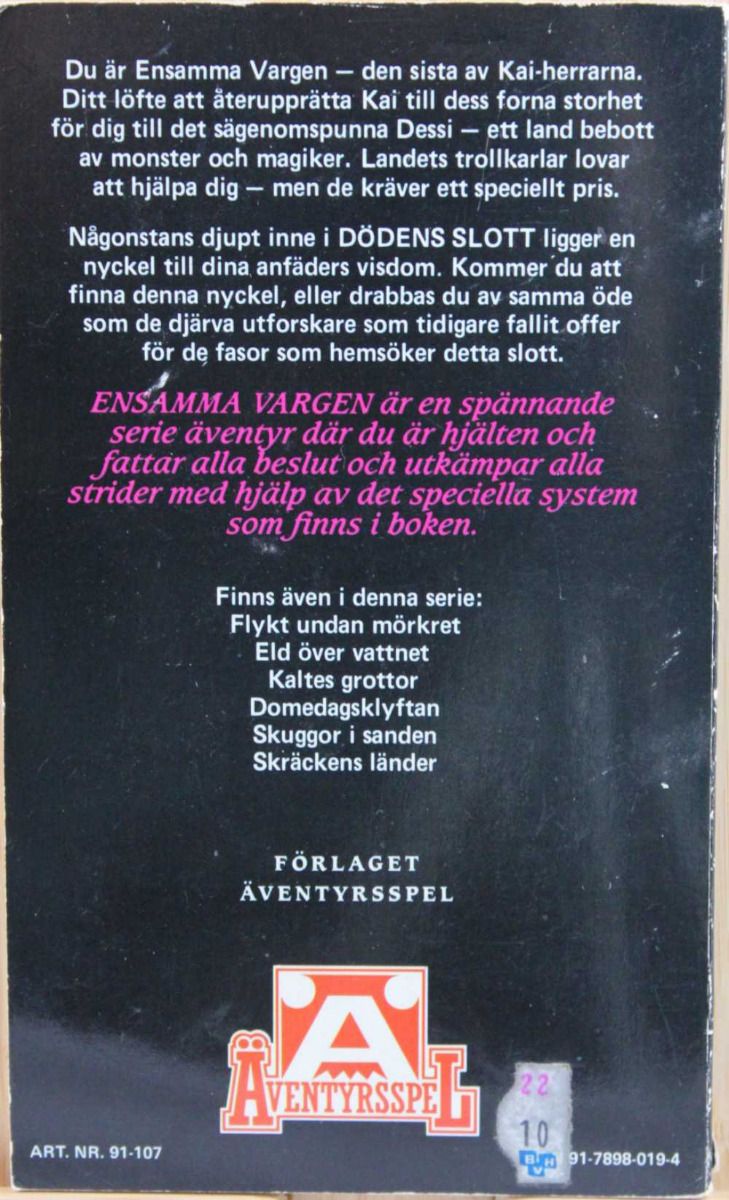 Du är Ensamma Vargen — den sista av Kai-herrarna.
Ditt löfte att återupprätta Kai till dess forna storhet
för dig till det sägenomspunna Dessi — ett land bebott
av monster och magiker. Landets trollkarlar lovar
att hjälpa dig — men de kräver ett speciellt pris.
Någonstans djupt inne i DÖDENS SLOTT ligger en
nyckel till dina anfäders visdom. Kommer du att
finna denna nyckel, eller drabbas du av samma öde
som de djärva utforskare som tidigare fallit offer
för de fasor som hemsöker detta slott.
ENSAMMA VARGEN är en spännande
serie äventyr där du är hjälten och
fattar alla beslut och utkämpar alla
strider med hjälp av det speciella system
som finns i boken.
Finns även i denna serie:
Flykt undan mörkret
Eld över vattnet
Kaltes grottor
Domedagsklyftan
Skuggor i sanden
Skräckens länder
FÖRLAGET
ÄVENTYRSSPEL
Ä
ÄVENTYRSSPEL
22
10
BHV
ART. NR. 91-107
91-7898-019-4